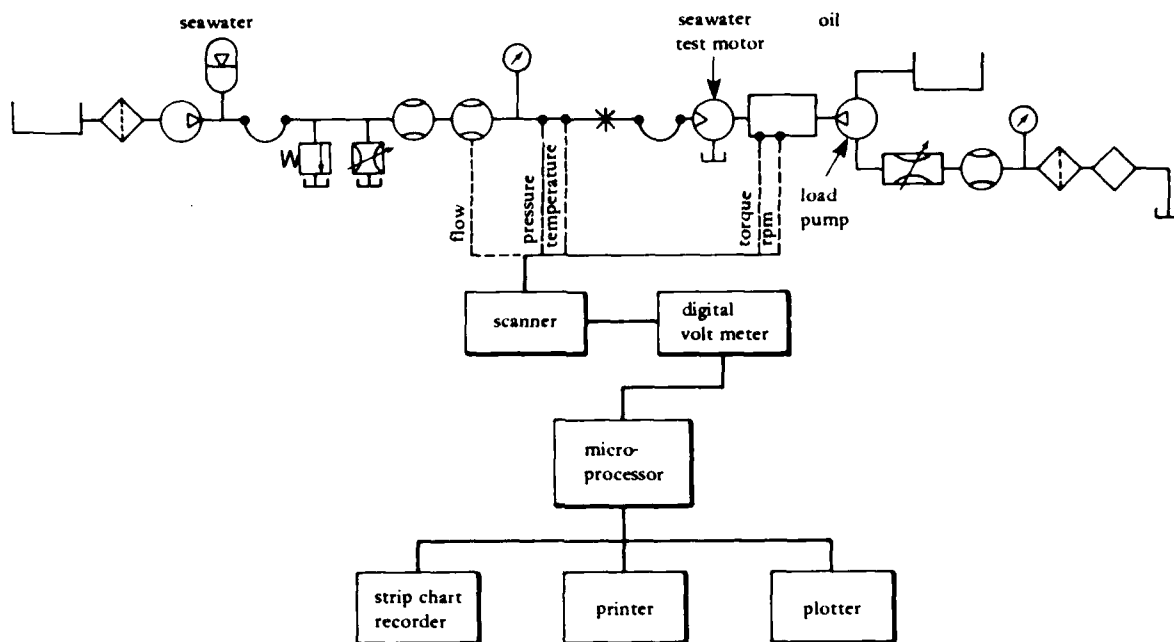 seawater
seawater
test motor
oil
flow
pressure
temperature
torque
rpm
load
pump
scanner
digital
volt meter
micro-
processor
strip chart
recorder
printer
plotter